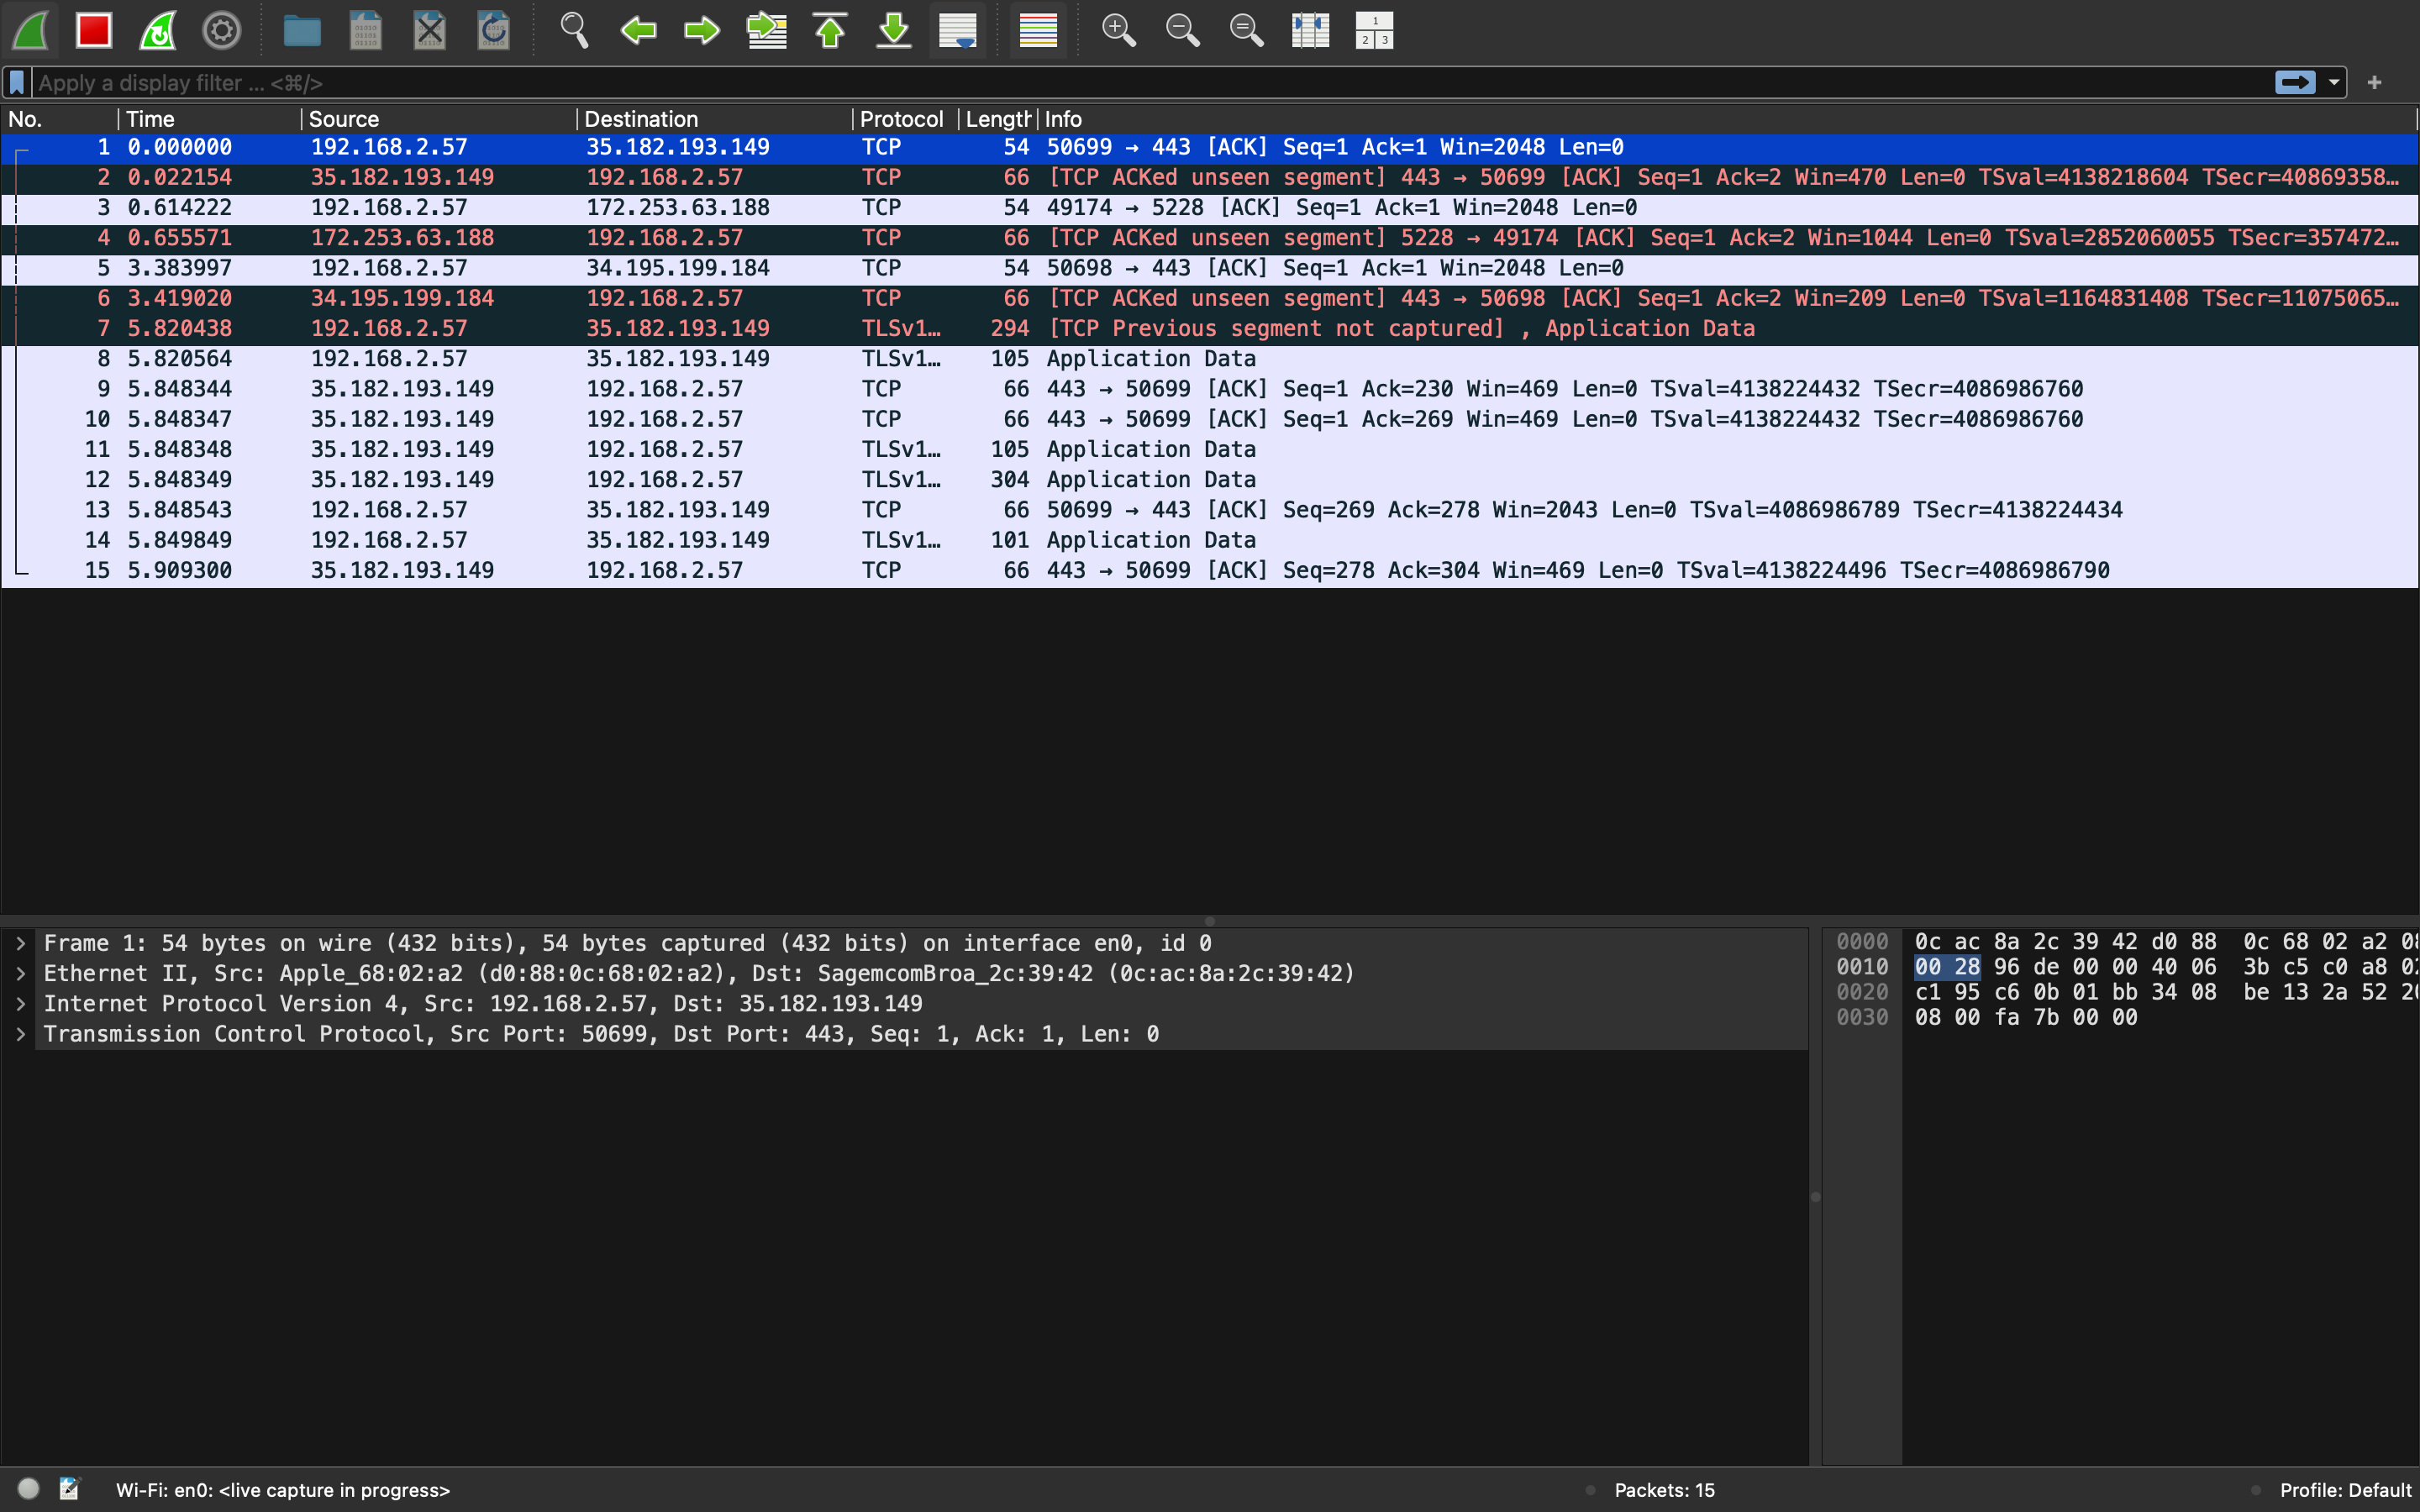 Apply a display filter ... <⌘/>
No. Time Source Destination Protocol Length Info
1 0.000000 192.168.2.57 35.182.193.149 TCP 54 50699 → 443 [ACK] Seq=1 Ack=1 Win=2048 Len=0
2 0.022154 35.182.193.149 192.168.2.57 TCP 66 [TCP ACKed unseen segment] 443 → 50699 [ACK] Seq=1 Ack=2 Win=470 Len=0 TSval=4138218604 TSecr=40869358…
3 0.614222 192.168.2.57 172.253.63.188 TCP 54 49174 → 5228 [ACK] Seq=1 Ack=1 Win=2048 Len=0
4 0.655571 172.253.63.188 192.168.2.57 TCP 66 [TCP ACKed unseen segment] 5228 → 49174 [ACK] Seq=1 Ack=2 Win=1044 Len=0 TSval=2852060055 TSecr=357472…
5 3.383997 192.168.2.57 34.195.199.184 TCP 54 50698 → 443 [ACK] Seq=1 Ack=1 Win=2048 Len=0
6 3.419020 34.195.199.184 192.168.2.57 TCP 66 [TCP ACKed unseen segment] 443 → 50698 [ACK] Seq=1 Ack=2 Win=209 Len=0 TSval=1164831408 TSecr=11075065…
7 5.820438 192.168.2.57 35.182.193.149 TLSv1… 294 [TCP Previous segment not captured] , Application Data
8 5.820564 192.168.2.57 35.182.193.149 TLSv1… 105 Application Data
9 5.848344 35.182.193.149 192.168.2.57 TCP 66 443 → 50699 [ACK] Seq=1 Ack=230 Win=469 Len=0 TSval=4138224432 TSecr=4086986760
10 5.848347 35.182.193.149 192.168.2.57 TCP 66 443 → 50699 [ACK] Seq=1 Ack=269 Win=469 Len=0 TSval=4138224432 TSecr=4086986760
11 5.848348 35.182.193.149 192.168.2.57 TLSv1… 105 Application Data
12 5.848349 35.182.193.149 192.168.2.57 TLSv1… 304 Application Data
13 5.848543 192.168.2.57 35.182.193.149 TCP 66 50699 → 443 [ACK] Seq=269 Ack=278 Win=2043 Len=0 TSval=4086986789 TSecr=4138224434
14 5.849849 192.168.2.57 35.182.193.149 TLSv1… 101 Application Data
15 5.909300 35.182.193.149 192.168.2.57 TCP 66 443 → 50699 [ACK] Seq=278 Ack=304 Win=469 Len=0 TSval=4138224496 TSecr=4086986790
Frame 1: 54 bytes on wire (432 bits), 54 bytes captured (432 bits) on interface en0, id 0
Ethernet II, Src: Apple_68:02:a2 (d0:88:0c:68:02:a2), Dst: SagemcomBroa_2c:39:42 (0c:ac:8a:2c:39:42)
Internet Protocol Version 4, Src: 192.168.2.57, Dst: 35.182.193.149
Transmission Control Protocol, Src Port: 50699, Dst Port: 443, Seq: 1, Ack: 1, Len: 0
0000 0c ac 8a 2c 39 42 d0 88 0c 68 02 a2
0010 00 28 96 de 00 00 40 06 3b c5 c0 a8
0020 c1 95 c6 0b 01 bb 34 08 be 13 2a 52
0030 08 00 fa 7b 00 00
Wi-Fi: en0: <live capture in progress>
Packets: 15
Profile: Default